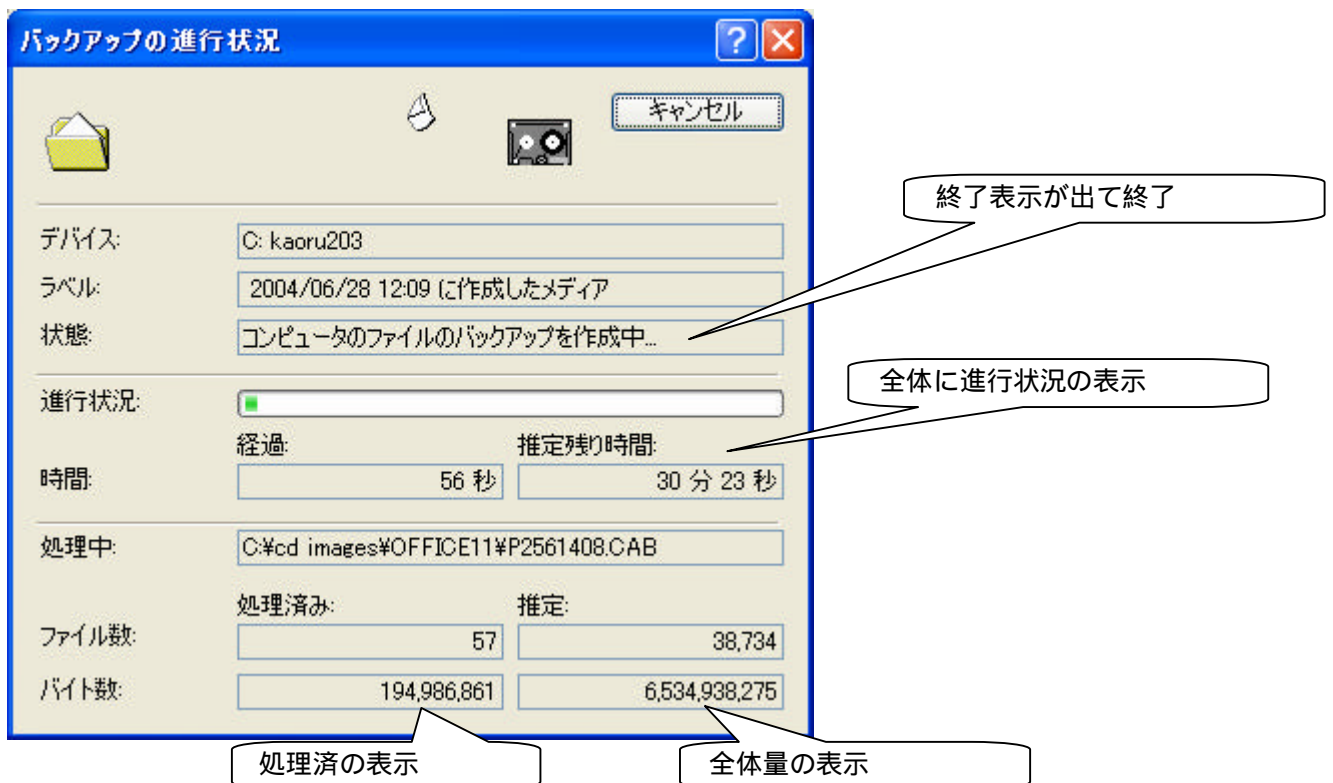 バックアップの進行状況
キャンセル
終了表示が出て終了
デバイス: C: kaoru203
ラベル: 2004/06/28 12:09 に作成したメディア
状態: コンピュータのファイルのバックアップを作成中...
全体に進行状況の表示
進行状況:
経過: 推定残り時間:
時間: 56 秒 30 分 23 秒
処理中: C:¥cd images¥OFFICE11¥P2561408.CAB
処理済み: 推定:
ファイル数: 57 38,734
バイト数: 194,986,861 6,534,938,275
処理済の表示 全体量の表示